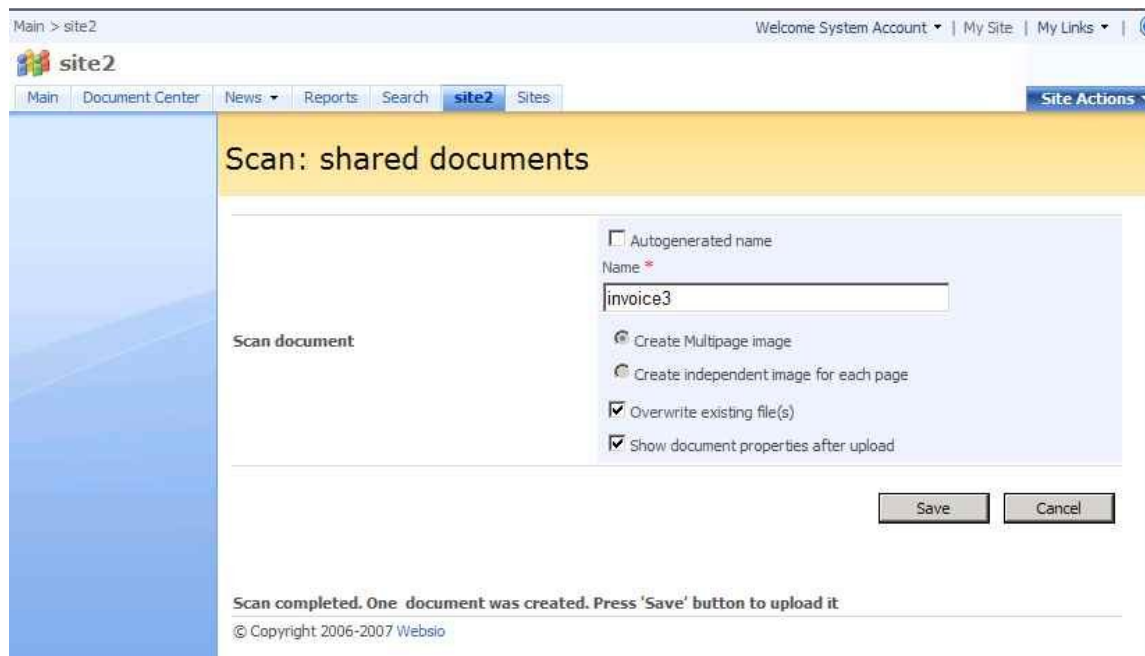 Main > site2
Welcome System Account | My Site | My Links |
site2
Main Document Center News Reports Search site2 Sites
Site Actions
Scan: shared documents
Autogenerated name
Name *
invoice3
Scan document
Create Multipage image
Create independent image for each page
Overwrite existing file(s)
Show document properties after upload
Save Cancel
Scan completed. One document was created. Press 'Save' button to upload it
© Copyright 2006-2007 Websio